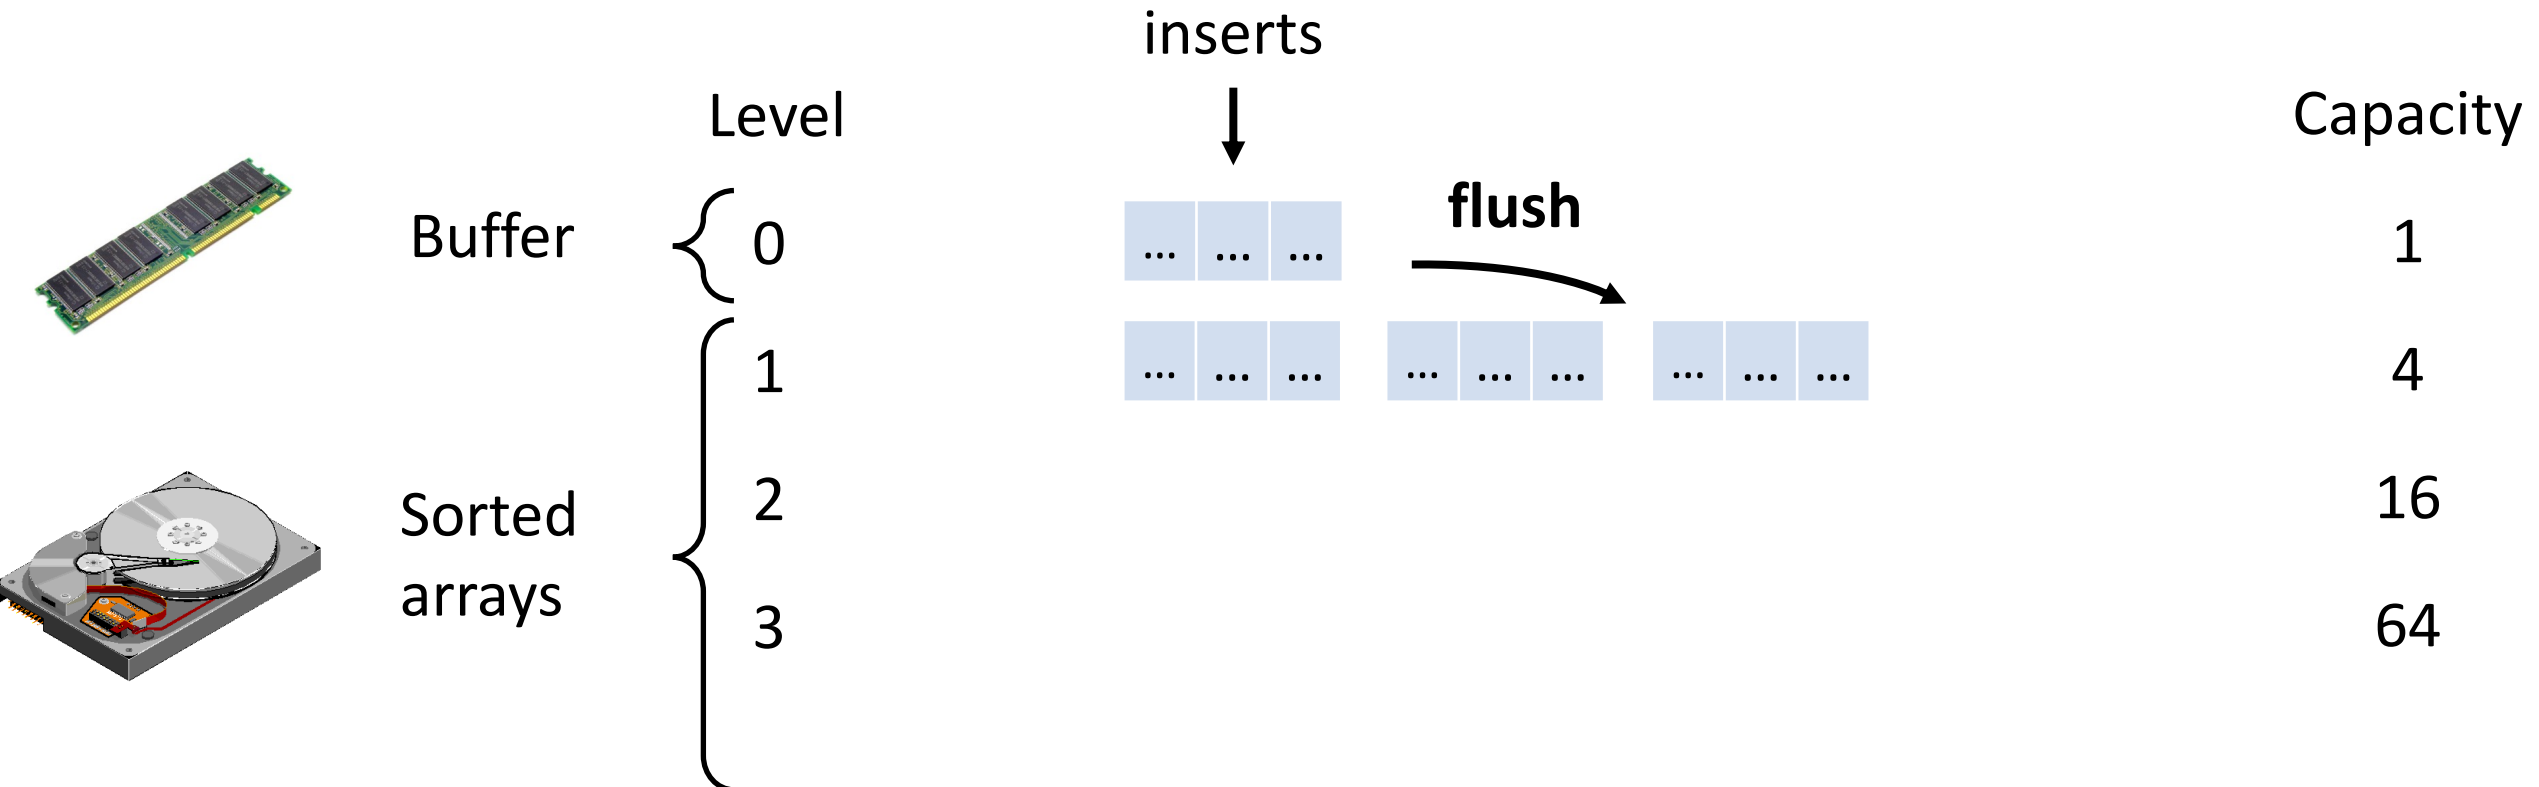 inserts
Level
Capacity
Buffer
0
... ... ...
flush
1
1
... ... ... ... ... ... ... ... ...
4
Sorted
arrays
2
16
3
64